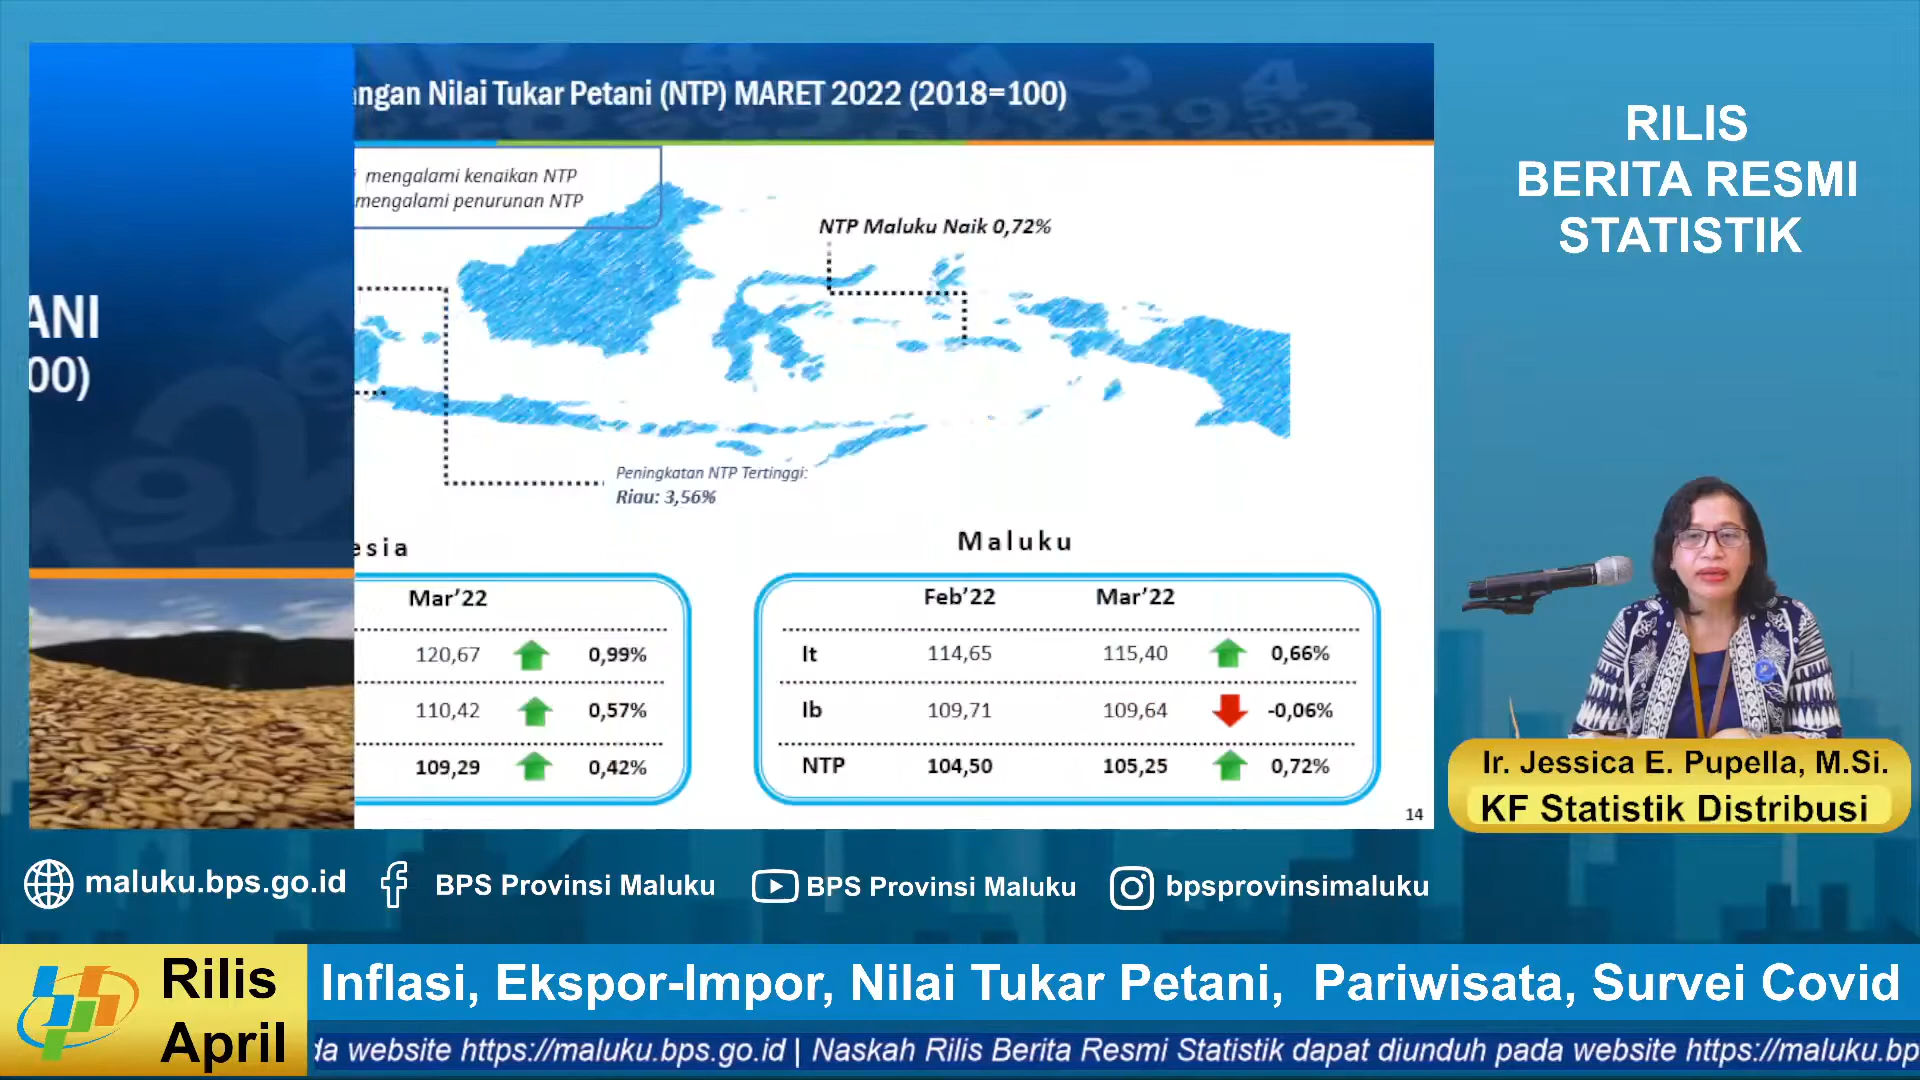 ANI
00)
angan Nilai Tukar Petani (NTP) MARET 2022 (2018=100)
mengalami kenaikan NTP
mengalami penurunan NTP
NTP Maluku Naik 0,72%
Peningkatan NTP Tertinggi:
Riau: 3,56%
esia
Mar'22
120,67 0,99%
110,42 0,57%
109,29 0,42%
Maluku
Feb'22 Mar'22
It 114,65 115,40 0,66%
Ib 109,71 109,64 -0,06%
NTP 104,50 105,25 0,72%
14
RILIS
BERITA RESMI
STATISTIK
Ir. Jessica E. Pupella, M.Si.
KF Statistik Distribusi
maluku.bps.go.id BPS Provinsi Maluku BPS Provinsi Maluku bpsprovinsimaluku
Rilis
April
Inflasi, Ekspor-Impor, Nilai Tukar Petani, Pariwisata, Survei Covid
da website https://maluku.bps.go.id | Naskah Rilis Berita Resmi Statistik dapat diunduh pada website https://maluku.bp